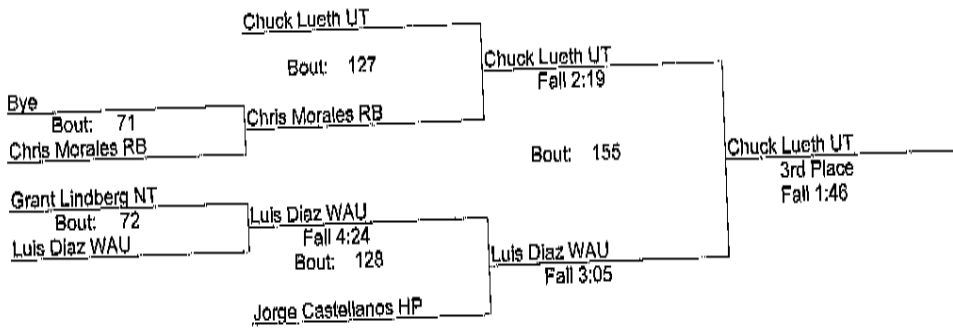 Chuck Lueth UT
Bout: 127
Chuck Lueth UT
Fall 2:19
Bye
Bout: 71
Chris Morales RB
Chris Morales RB
Bout: 155
Chuck Lueth UT
3rd Place
Fall 1:46
Grant Lindberg NT
Bout: 72
Luis Diaz WAU
Luis Diaz WAU
Fall 4:24
Bout: 128
Luis Diaz WAU
Fall 3:05
Jorge Castellanos HP